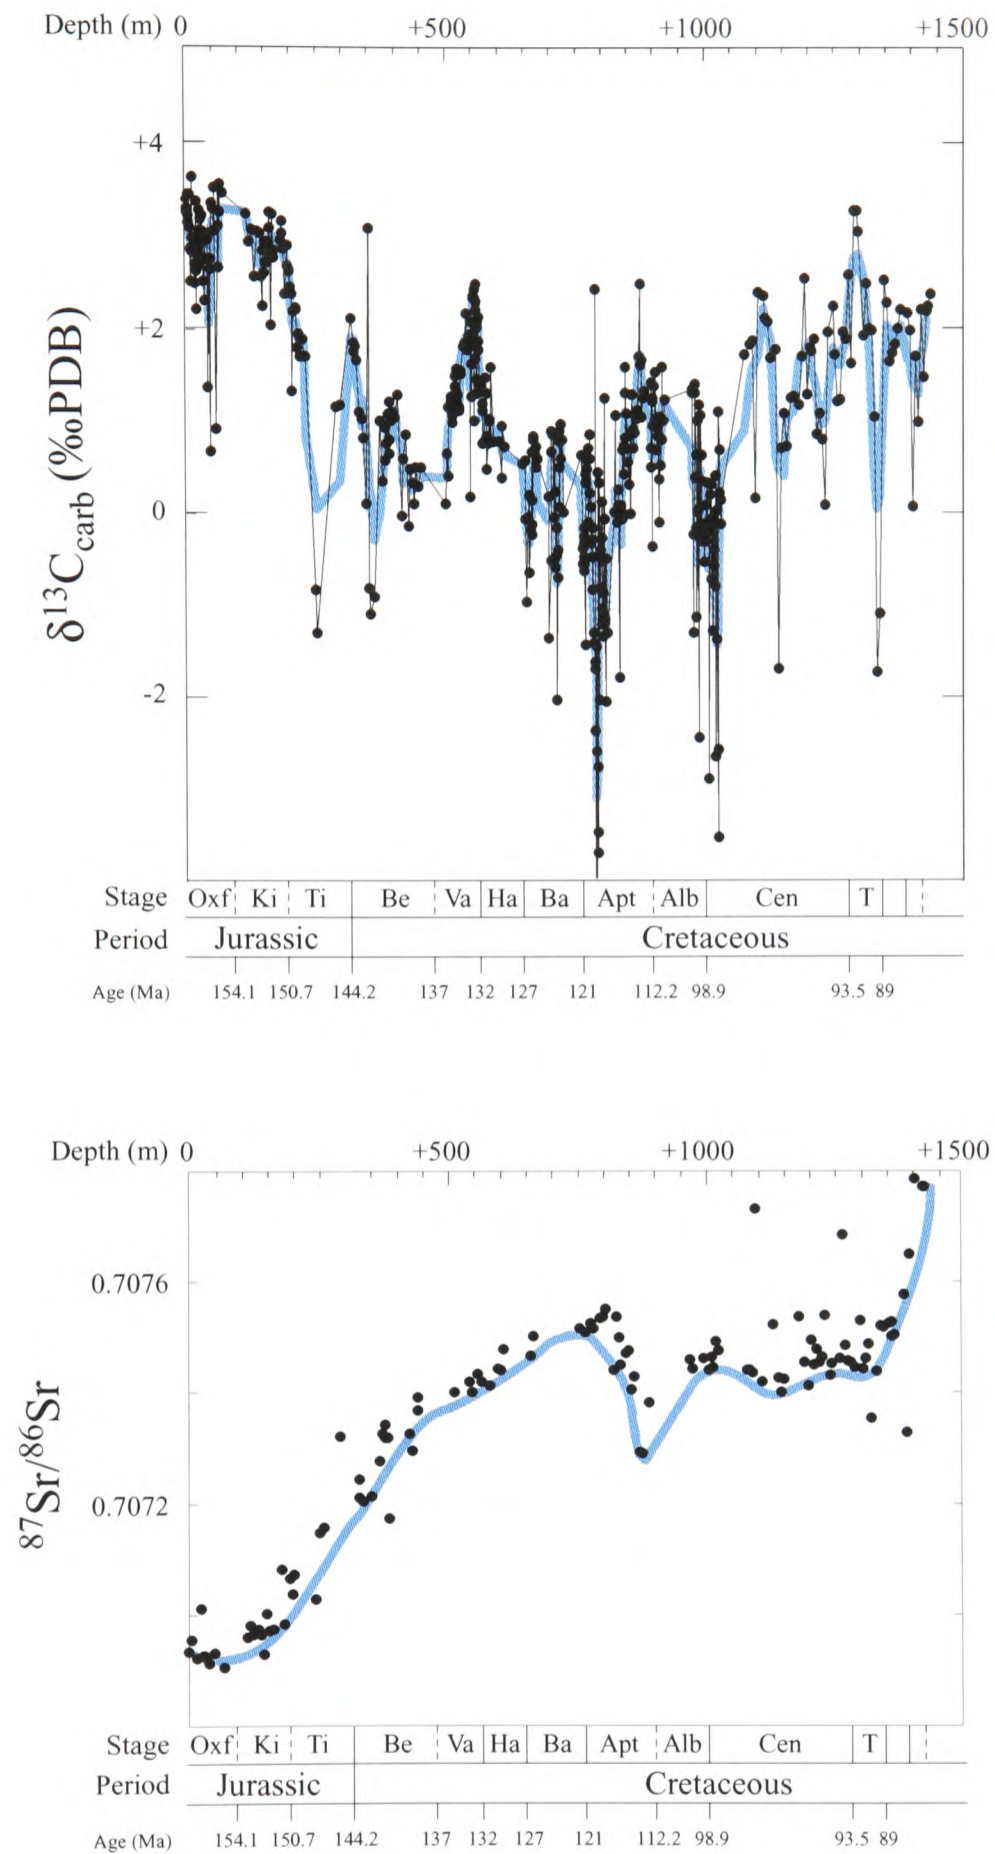 Depth (m) 0 +500 +1000 +1500
+4
+2
0
-2
δ13Ccarb (‰PDB)
Stage Oxf Ki Ti Be Va Ha Ba Apt Alb Cen T
Period Jurassic Cretaceous
Age (Ma) 154.1 150.7 144.2 137 132 127 121 112.2 98.9 93.5 89
Depth (m) 0 +500 +1000 +1500
0.7076
0.7072
87Sr/86Sr
Stage Oxf Ki Ti Be Va Ha Ba Apt Alb Cen T
Period Jurassic Cretaceous
Age (Ma) 154.1 150.7 144.2 137 132 127 121 112.2 98.9 93.5 89